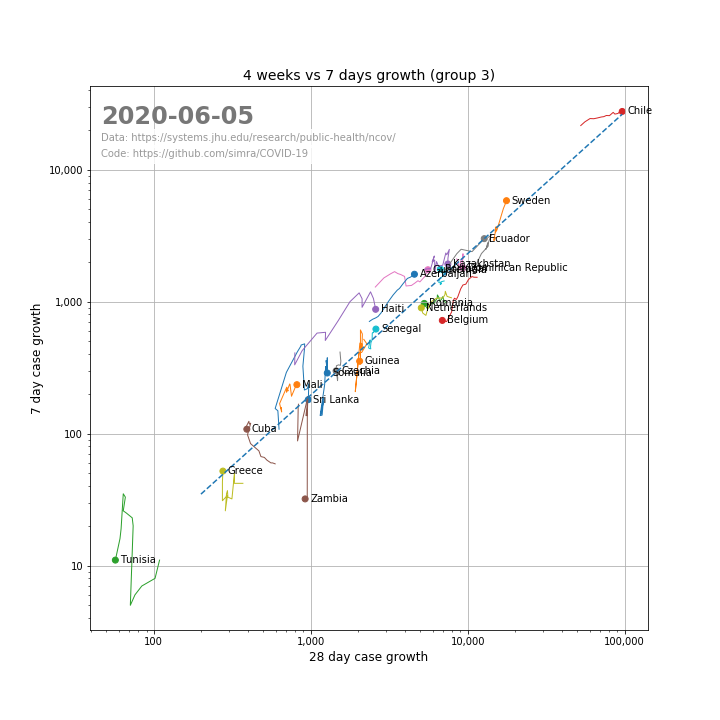 4 weeks vs 7 days growth (group 3)
2020-06-05
Data: https://systems.jhu.edu/research/public-health/ncov/
Code: https://github.com/simra/COVID-19
Chile
10,000
Sweden
Ecuador
Kazakhstan
Dominican Republic
Azerbaijan
1,000
Haiti
Romania
Netherlands
Belgium
Senegal
Guinea
Czechia
Somalia
Mali
Sri Lanka
100
Cuba
Greece
Zambia
10
Tunisia
7 day case growth
100
1,000
10,000
100,000
28 day case growth